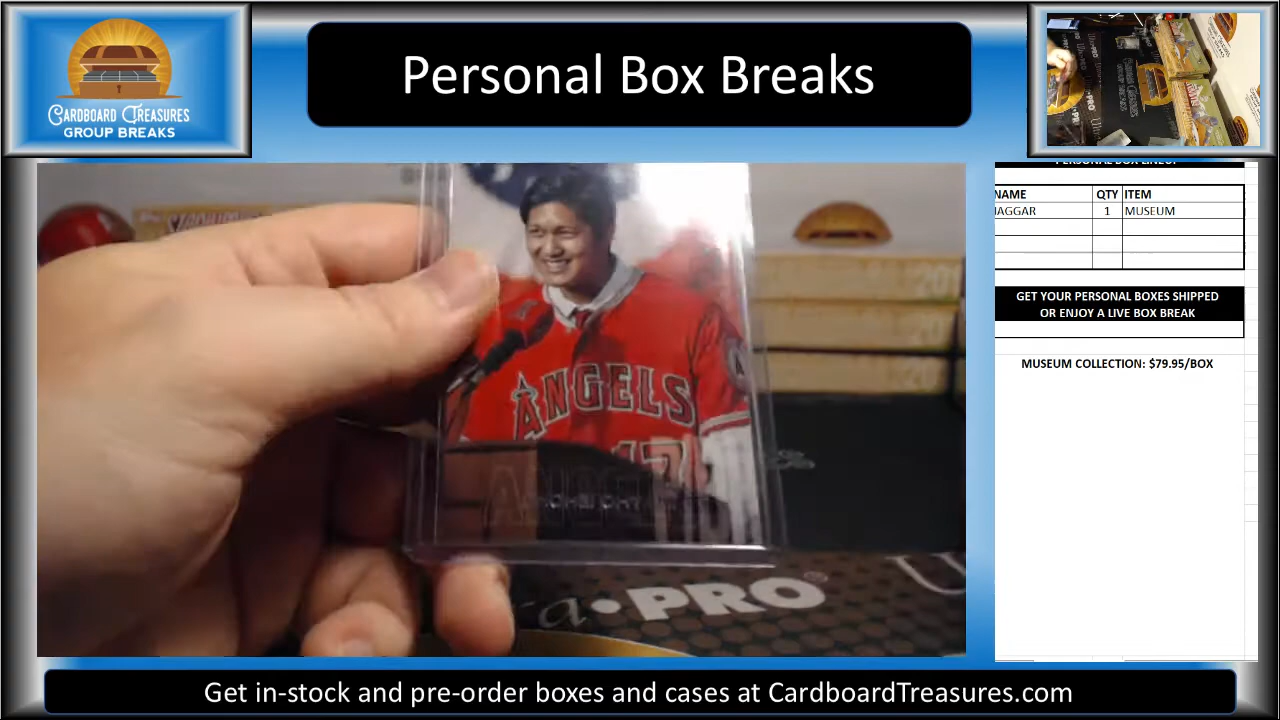 CARDBOARD TREASURES
GROUP BREAKS
Personal Box Breaks
NAME QTY ITEM
1 MUSEUM
GET YOUR PERSONAL BOXES SHIPPED
OR ENJOY A LIVE BOX BREAK
MUSEUM COLLECTION: $79.95/BOX
ANGELS
17
ANGELS
PRO®
Get in-stock and pre-order boxes and cases at CardboardTreasures.com